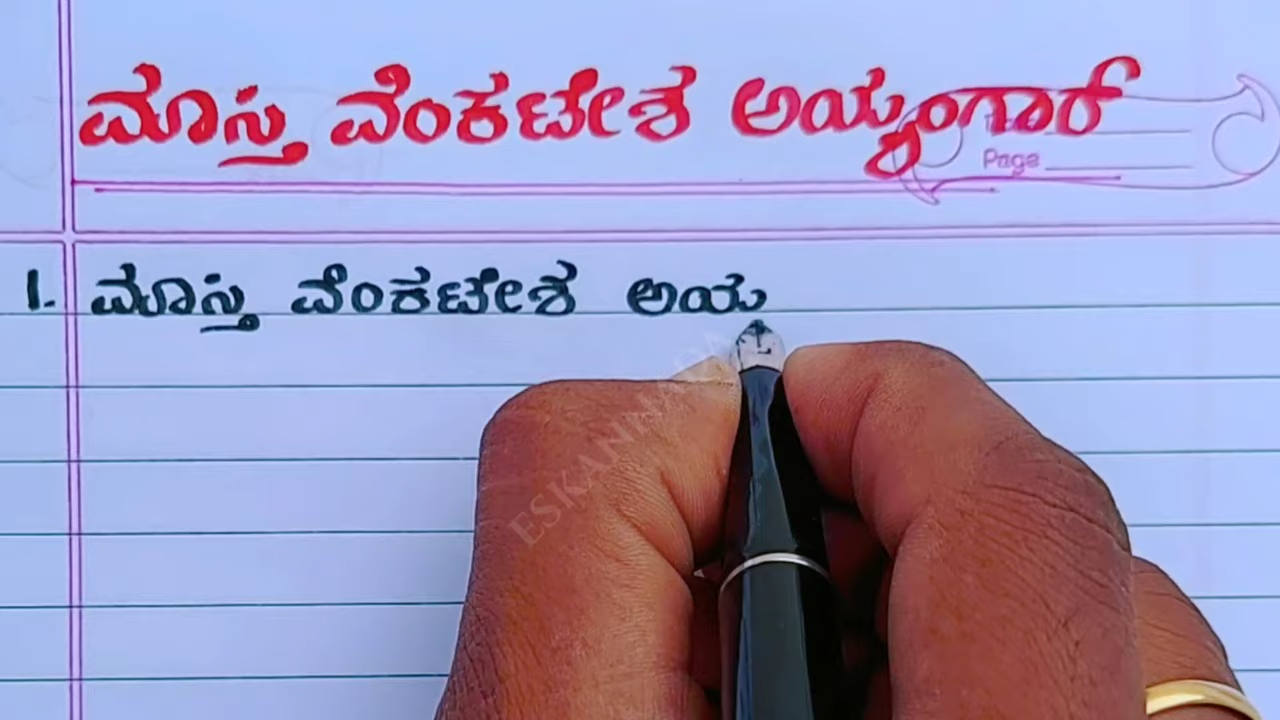 ಮಾಸ್ತಿ ವೆಂಕಟೇಶ ಅಯ್ಯಂಗಾರ್
Page
1. ಮಾಸ್ತಿ ವೆಂಕಟೇಶ ಅಯ